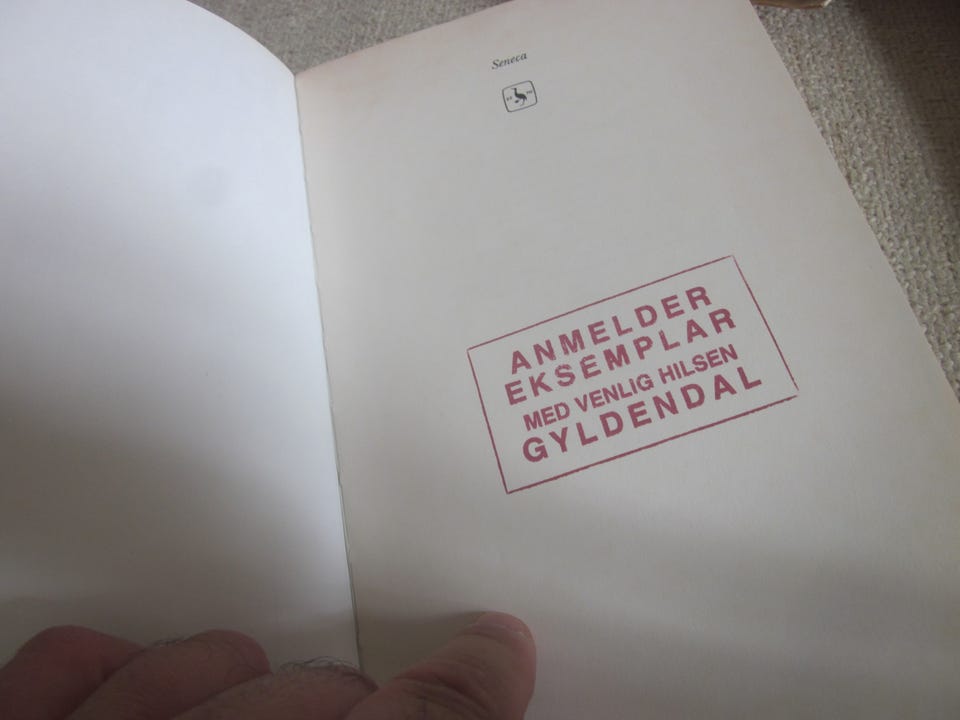 Seneca
ANMELDER
EKSEMPLAR
MED VENLIG HILSEN
GYLDENDAL